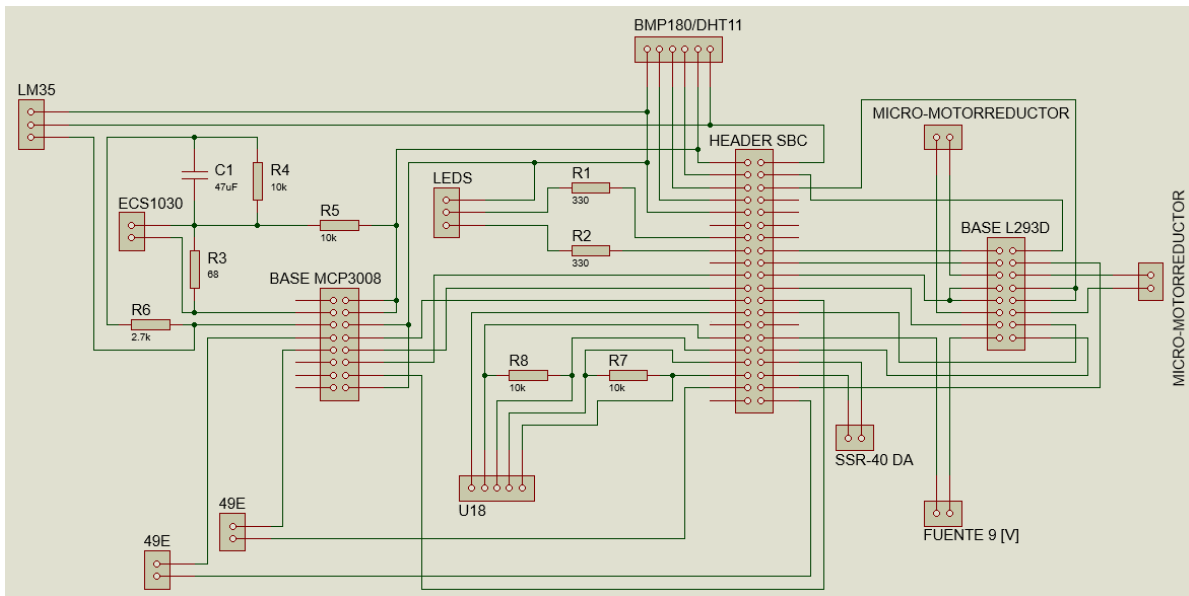 BMP180/DHT11
LM35
HEADER SBC
MICRO-MOTORREDUCTOR
C1
47uF
R4
10k
LEDS
R1
330
ECS1030
R5
10k
BASE L293D
R2
330
R3
68
BASE MCP3008
MICRO-MOTORREDUCTOR
R6
2.7k
R8
10k
R7
10k
SSR-40 DA
U18
49E
FUENTE 9 [V]
49E